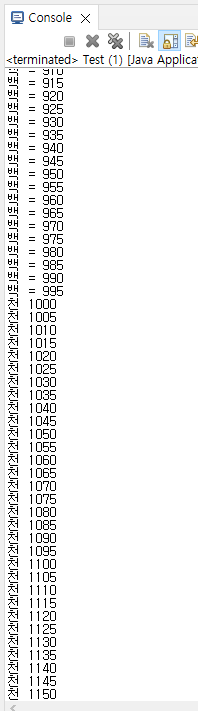 Console
<terminated> Test (1) [Java Applicat
백 = 910
백 = 915
백 = 920
백 = 925
백 = 930
백 = 935
백 = 940
백 = 945
백 = 950
백 = 955
백 = 960
백 = 965
백 = 970
백 = 975
백 = 980
백 = 985
백 = 990
백 = 995
천 1000
천 1005
천 1010
천 1015
천 1020
천 1025
천 1030
천 1035
천 1040
천 1045
천 1050
천 1055
천 1060
천 1065
천 1070
천 1075
천 1080
천 1085
천 1090
천 1095
천 1100
천 1105
천 1110
천 1115
천 1120
천 1125
천 1130
천 1135
천 1140
천 1145
천 1150